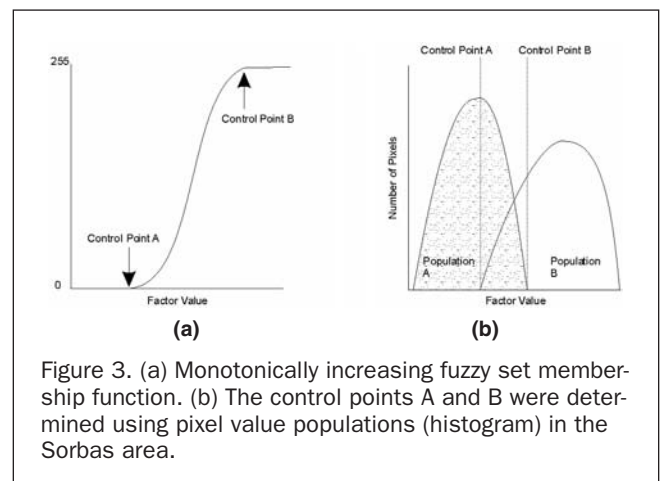 255
Control Point B
Control Point A
0
Factor Value
(a)
Control Point A
Control Point B
Number of Pixels
Population
A
Population
B
Factor Value
(b)
Figure 3. (a) Monotonically increasing fuzzy set member-
ship function. (b) The control points A and B were deter-
mined using pixel value populations (histogram) in the
Sorbas area.